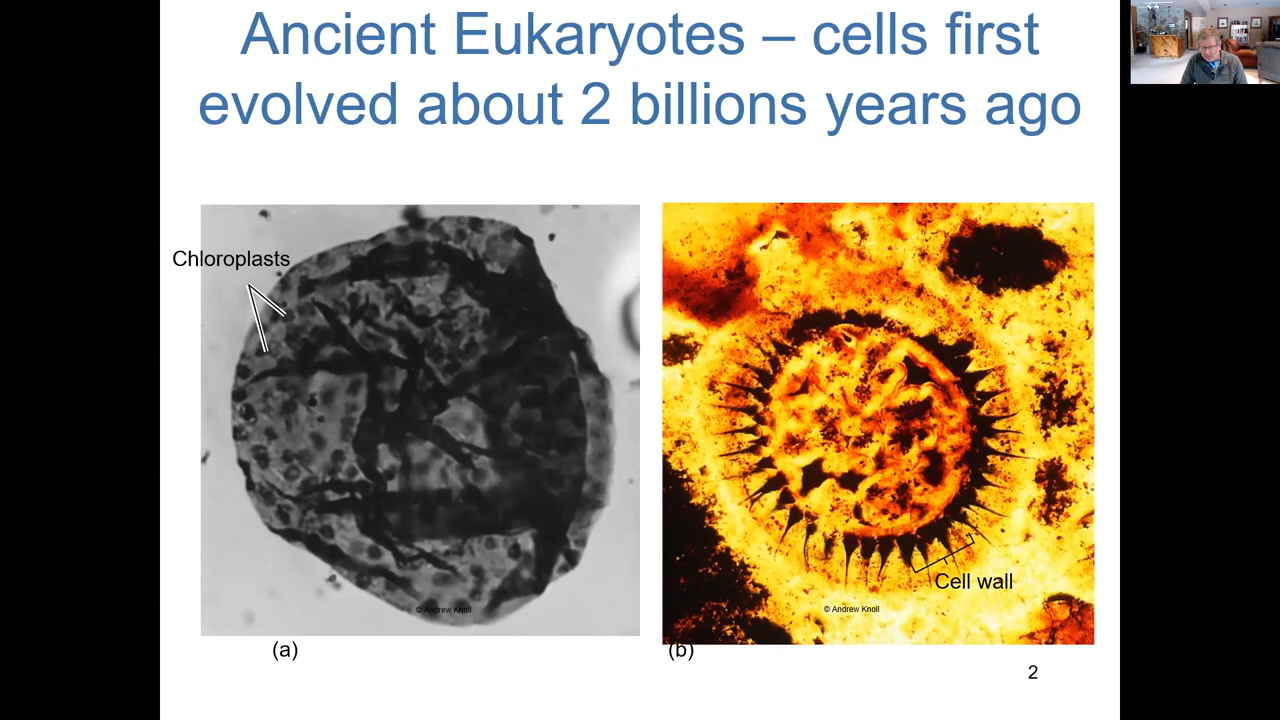 Ancient Eukaryotes – cells first
evolved about 2 billions years ago
Chloroplasts
© Andrew Knoll
(a)
Cell wall
© Andrew Knoll
(b)
2